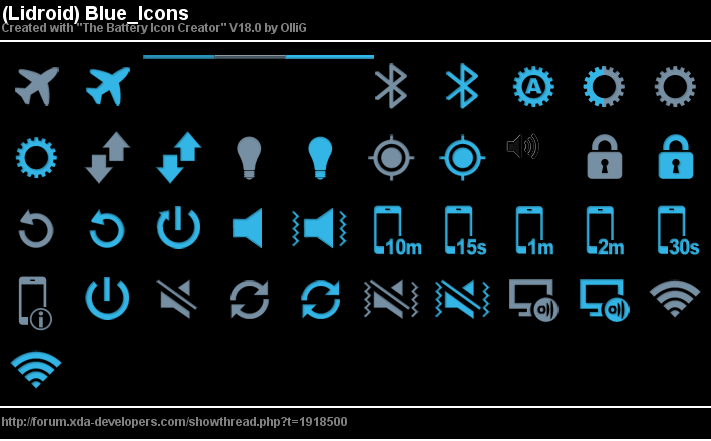 (Lidroid) Blue_Icons
Created with "The Battery Icon Creator" V18.0 by OlliG
A
10m 15s 1m 2m 30s
i
http://forum.xda-developers.com/showthread.php?t=1918500